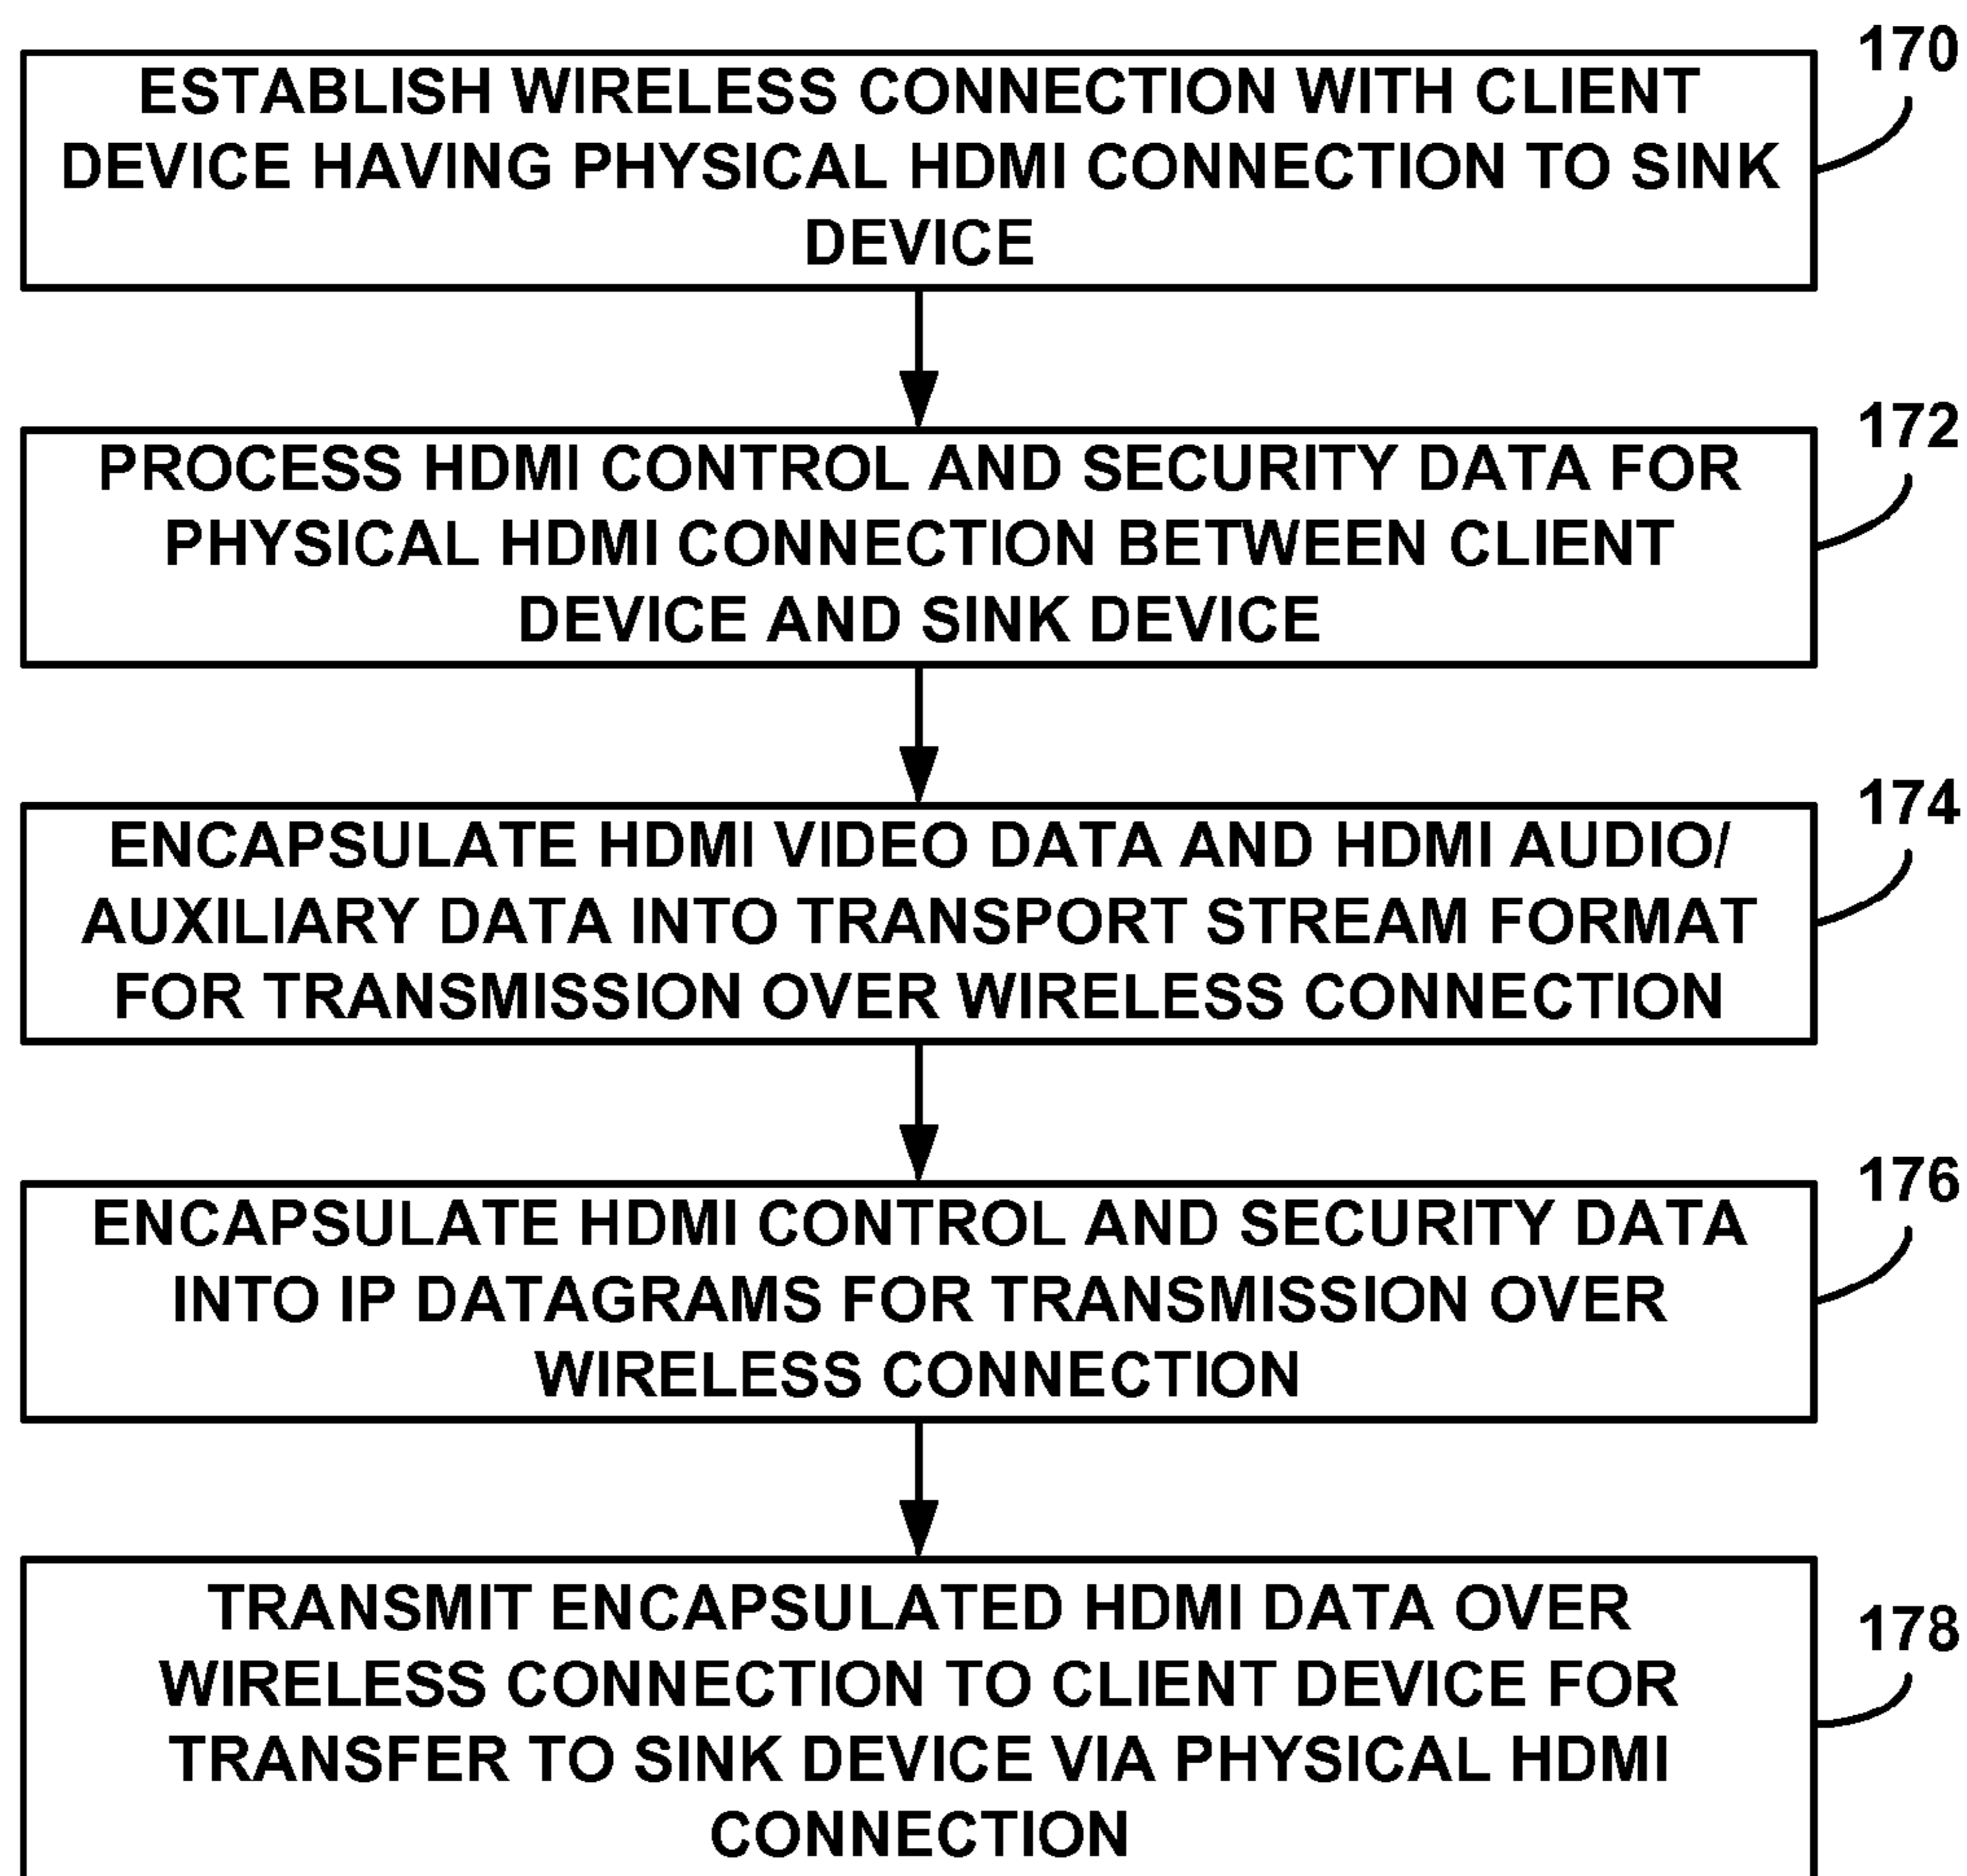 170
ESTABLISH WIRELESS CONNECTION WITH CLIENT
DEVICE HAVING PHYSICAL HDMI CONNECTION TO SINK
DEVICE
172
PROCESS HDMI CONTROL AND SECURITY DATA FOR
PHYSICAL HDMI CONNECTION BETWEEN CLIENT
DEVICE AND SINK DEVICE
174
ENCAPSULATE HDMI VIDEO DATA AND HDMI AUDIO/
AUXILIARY DATA INTO TRANSPORT STREAM FORMAT
FOR TRANSMISSION OVER WIRELESS CONNECTION
176
ENCAPSULATE HDMI CONTROL AND SECURITY DATA
INTO IP DATAGRAMS FOR TRANSMISSION OVER
WIRELESS CONNECTION
178
TRANSMIT ENCAPSULATED HDMI DATA OVER
WIRELESS CONNECTION TO CLIENT DEVICE FOR
TRANSFER TO SINK DEVICE VIA PHYSICAL HDMI
CONNECTION